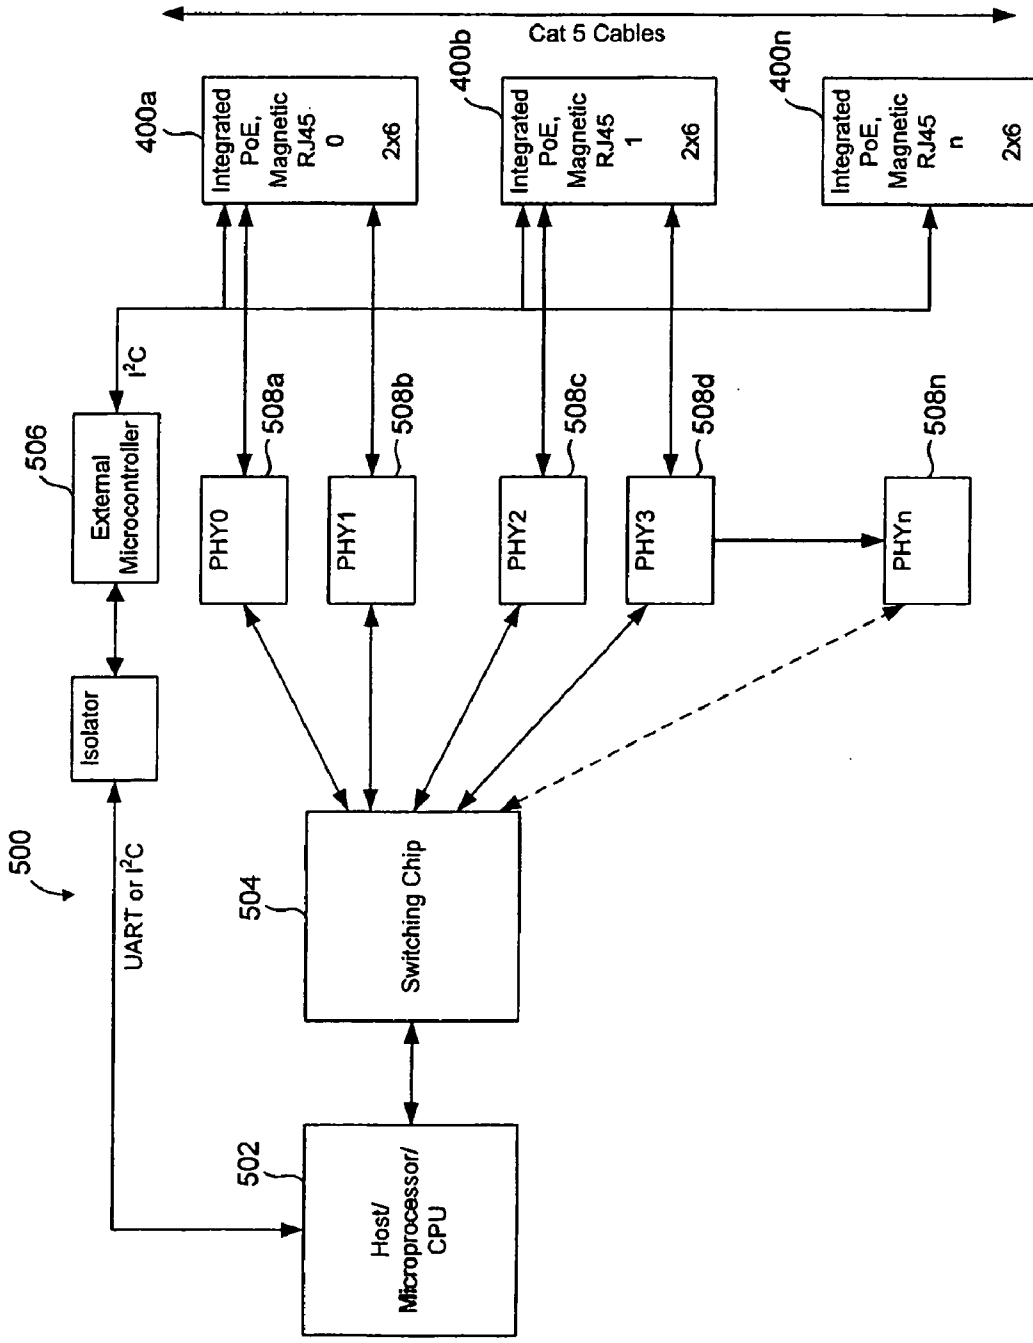 500
UART or I²C
Isolator
506
External
Microcontroller
I²C
502
Host/
Microprocessor/
CPU
504
Switching Chip
PHY0
508a
PHY1
508b
PHY2
508c
PHY3
508d
PHYn
508n
400a
Integrated
PoE,
Magnetic
RJ45
0
2x6
400b
Integrated
PoE,
Magnetic
RJ45
1
2x6
400n
Integrated
PoE,
Magnetic
RJ45
n
2x6
Cat 5 Cables